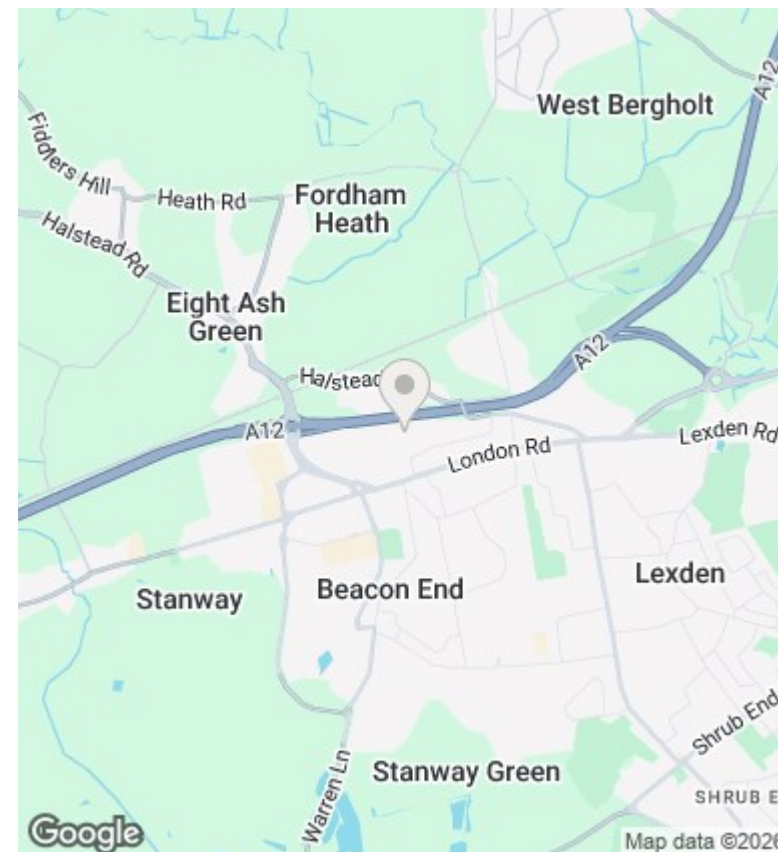 A12
West Bergholt
Fiddlers Hill
Heath Rd
Fordham
Heath
Halstead Rd
Eight Ash
Green
Halstead
A12
A12
Lexden Rd
London Rd
Lexden
Beacon End
Stanway
Shrub End
Stanway Green
Warren Ln
SHRUB E
Google
Map data ©2026